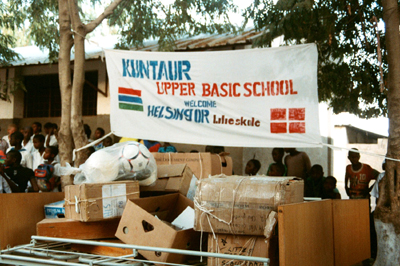 KUNTAUR
UPPER BASIC SCHOOL
WELCOME
HELSINGØR Lilleskole